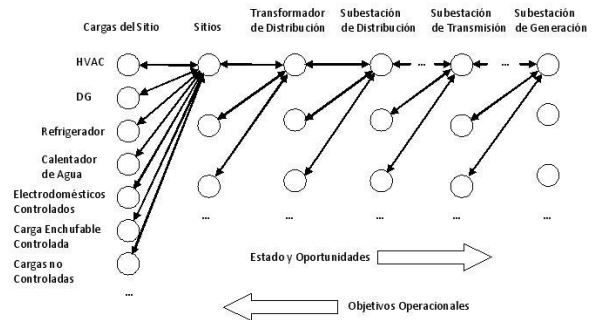 Cargas del Sitio
Sitios
Transformador
de Distribución
Subestación
de Distribución
Subestación
de Transmisión
Subestación
de Generación
HVAC
...
...
DG
Refrigerador
Calentador
de Agua
Electrodomésticos
Controlados
Carga Enchufable
Controlada
Cargas no
Controladas
...
...
...
...
...
...
Estado y Oportunidades
Objetivos Operacionales